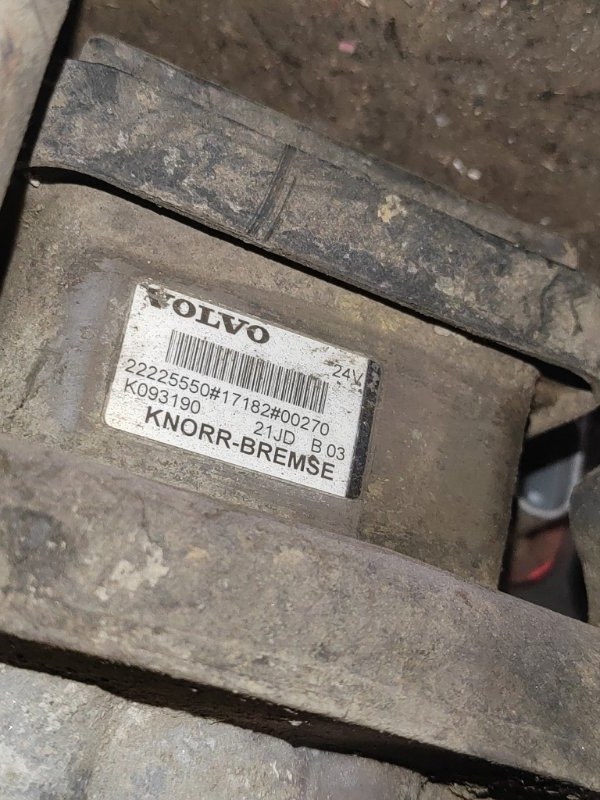 VOLVO
24V
22225550#17182#00270
K093190 21JD B 03
KNORR-BREMSE